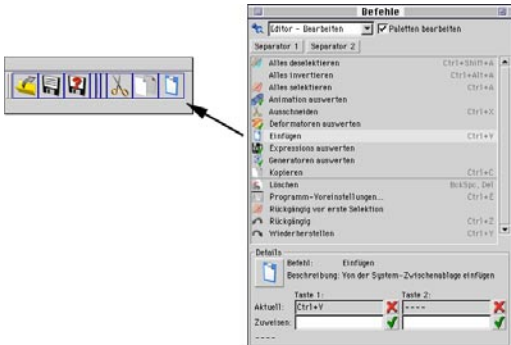 Befehle
Editor - Bearbeiten
Paletten bearbeiten
Separator 1
Separator 2
Alles deselektieren Ctrl+Shift+A
Alles invertieren Ctrl+Alt+A
Alles selektieren Ctrl+A
Animation auswerten
Ausschneiden Ctrl+X
Deformatoren auswerten
Einfügen Ctrl+V
Expressions auswerten
Generatoren auswerten
Kopieren Ctrl+C
Löschen BckSpc, Del
Programm-Voreinstellungen... Ctrl+E
Rückgängig vor erste Selektion
Rückgängig Ctrl+Z
Wiederherstellen Ctrl+Y
Details
Befehl: Einfügen
Beschreibung: Von der System-Zwischenablage einfügen
Taste 1: Taste 2:
Aktuell: Ctrl+V ----
Zuweisen:
----